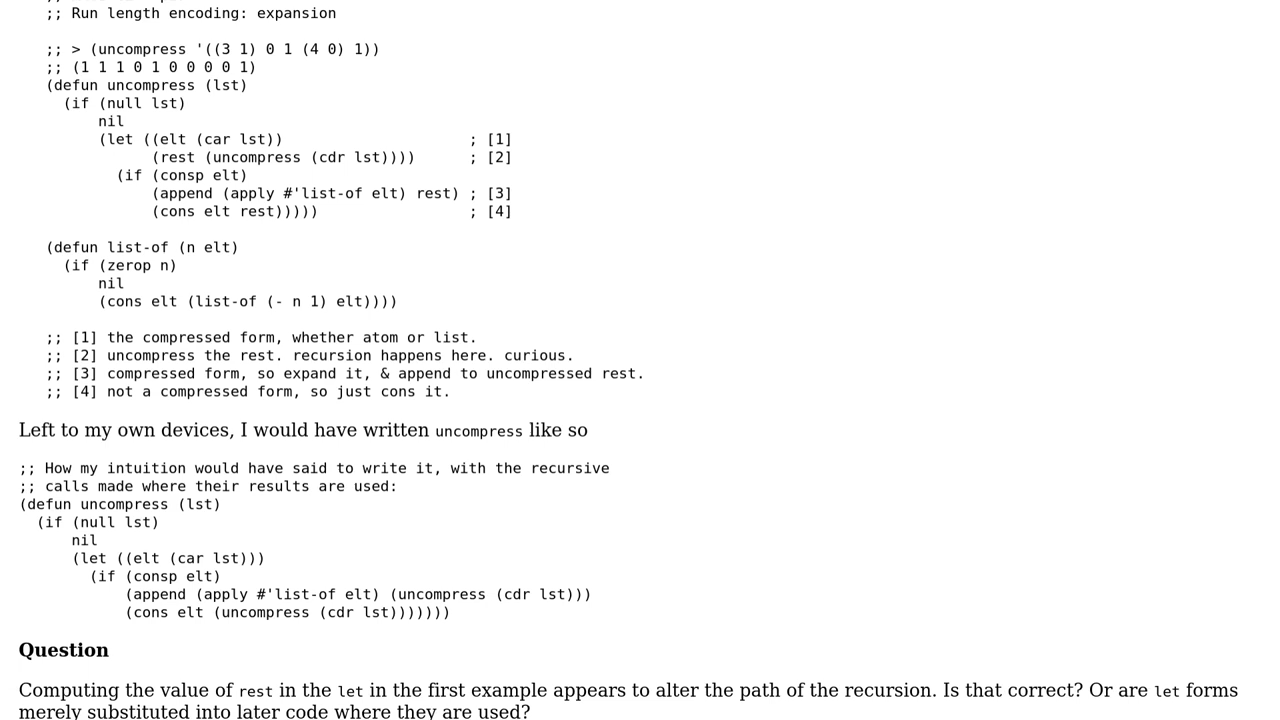 ;; Run length encoding: expansion
;; > (uncompress '((3 1) 0 1 (4 0) 1))
;; (1 1 1 0 1 0 0 0 0 1)
(defun uncompress (lst)
  (if (null lst)
      nil
      (let ((elt (car lst))                     ; [1]
            (rest (uncompress (cdr lst))))      ; [2]
        (if (consp elt)
            (append (apply #'list-of elt) rest) ; [3]
            (cons elt rest)))))                 ; [4]
(defun list-of (n elt)
  (if (zerop n)
      nil
      (cons elt (list-of (- n 1) elt))))
;; [1] the compressed form, whether atom or list.
;; [2] uncompress the rest. recursion happens here. curious.
;; [3] compressed form, so expand it, & append to uncompressed rest.
;; [4] not a compressed form, so just cons it.
Left to my own devices, I would have written uncompress like so
;; How my intuition would have said to write it, with the recursive
;; calls made where their results are used:
(defun uncompress (lst)
  (if (null lst)
      nil
      (let ((elt (car lst)))
        (if (consp elt)
            (append (apply #'list-of elt) (uncompress (cdr lst)))
            (cons elt (uncompress (cdr lst)))))))
Question
Computing the value of rest in the let in the first example appears to alter the path of the recursion. Is that correct? Or are let forms
merely substituted into later code where they are used?